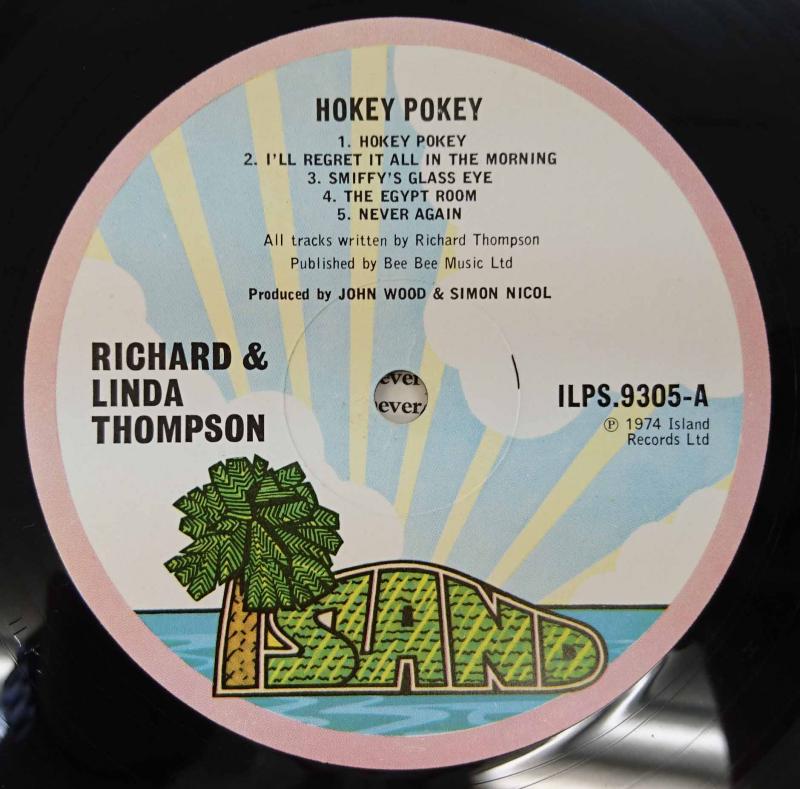 HOKEY POKEY
1. HOKEY POKEY
2. I'LL REGRET IT ALL IN THE MORNING
3. SMIFFY'S GLASS EYE
4. THE EGYPT ROOM
5. NEVER AGAIN
All tracks written by Richard Thompson
Published by Bee Bee Music Ltd
Produced by JOHN WOOD & SIMON NICOL
RICHARD &
LINDA
THOMPSON
ever
ever
ILPS.9305-A
℗ 1974 Island
Records Ltd
ISLAND